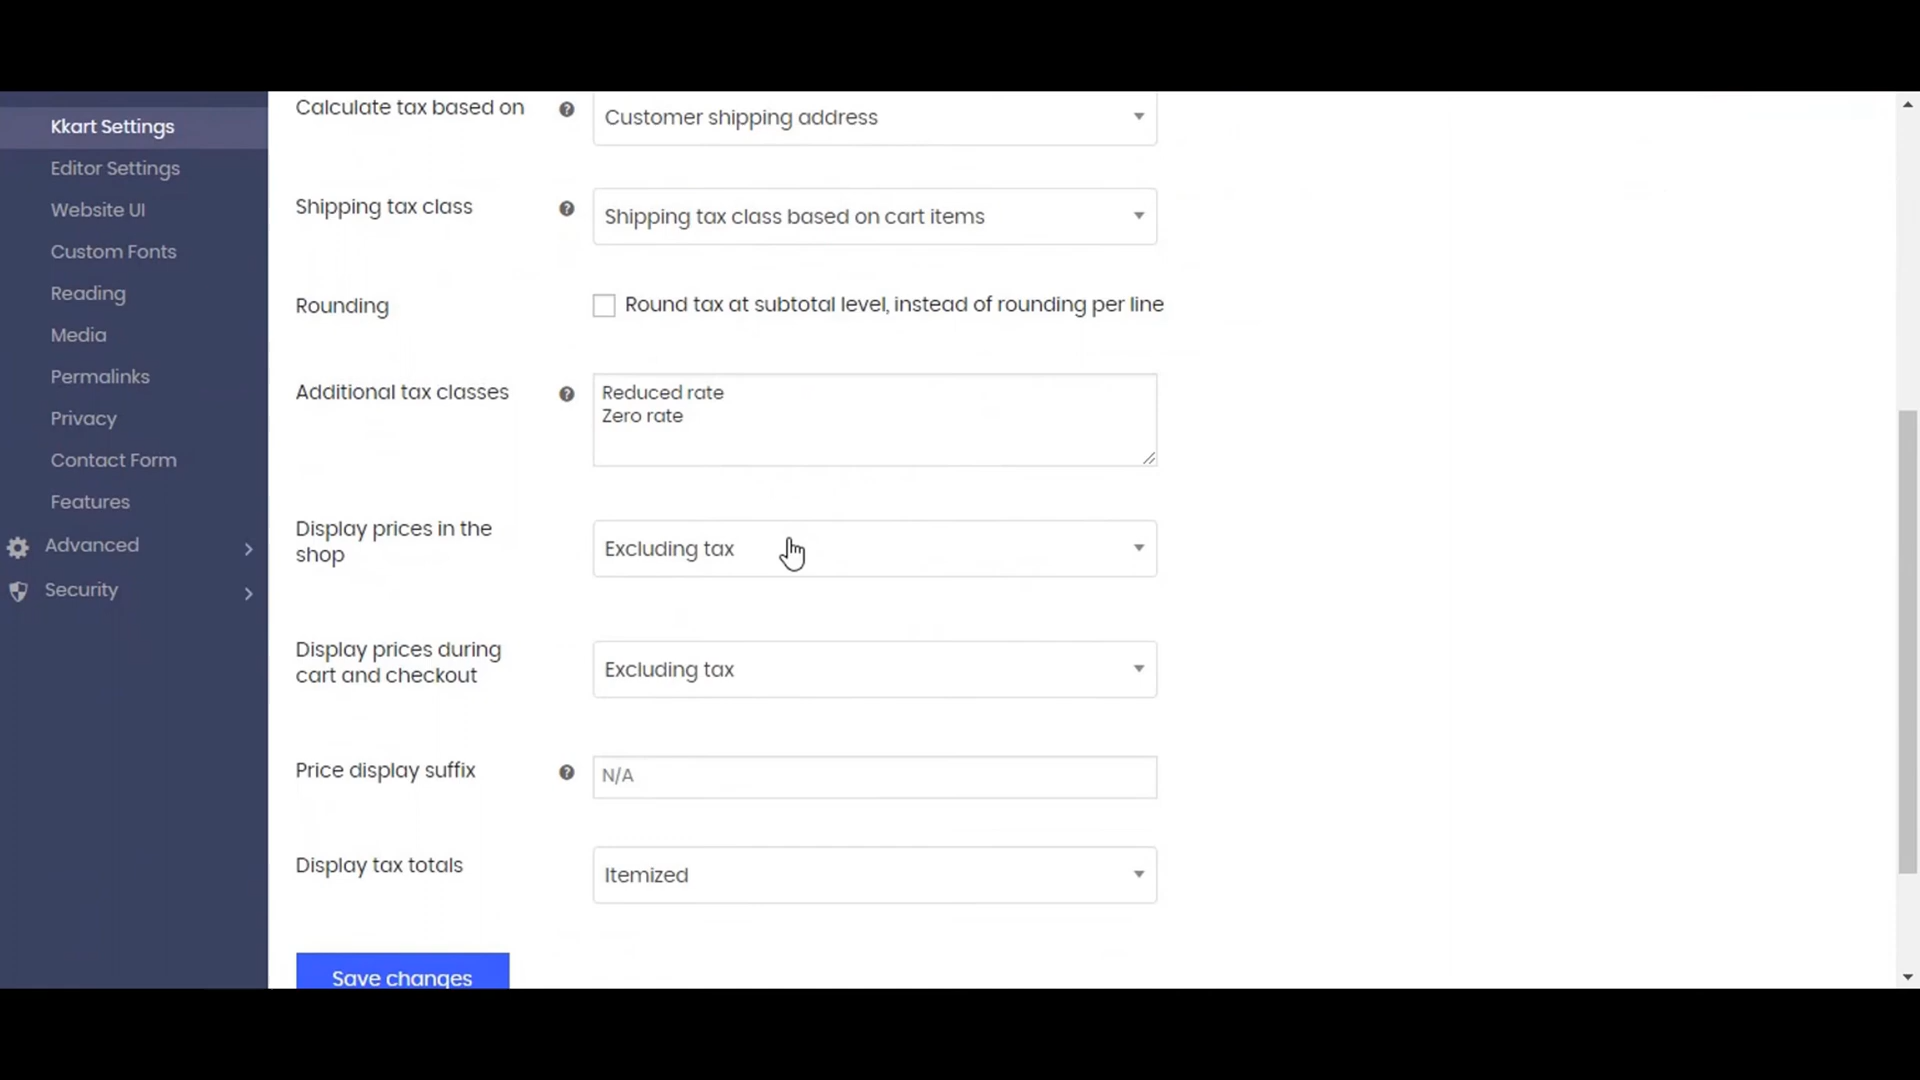 Kkart Settings
Editor Settings
Website UI
Custom Fonts
Reading
Media
Permalinks
Privacy
Contact Form
Features
Advanced
Security
Calculate tax based on
Customer shipping address
Shipping tax class
Shipping tax class based on cart items
Rounding
Round tax at subtotal level, instead of rounding per line
Additional tax classes
Reduced rate
Zero rate
Display prices in the
shop
Excluding tax
Display prices during
cart and checkout
Excluding tax
Price display suffix
N/A
Display tax totals
Itemized
Save changes